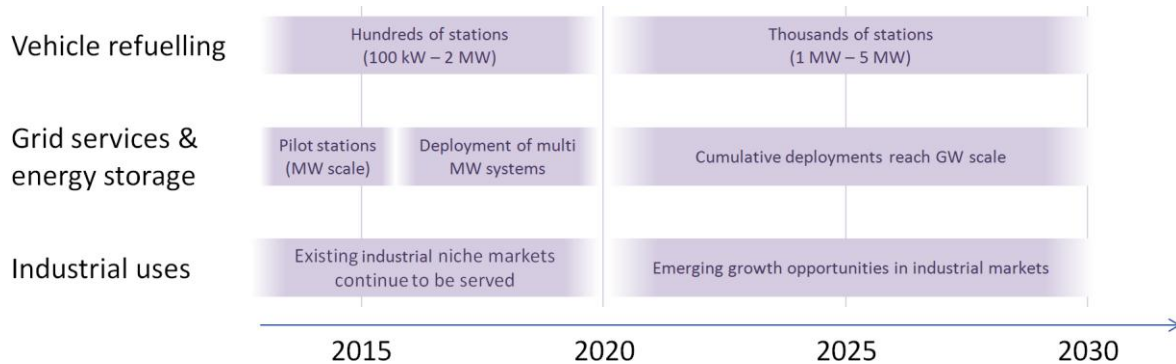 Vehicle refuelling
Hundreds of stations
(100 kW – 2 MW)
Thousands of stations
(1 MW – 5 MW)
Grid services &
energy storage
Pilot stations
(MW scale)
Deployment of multi
MW systems
Cumulative deployments reach GW scale
Industrial uses
Existing industrial niche markets
continue to be served
Emerging growth opportunities in industrial markets
2015
2020
2025
2030